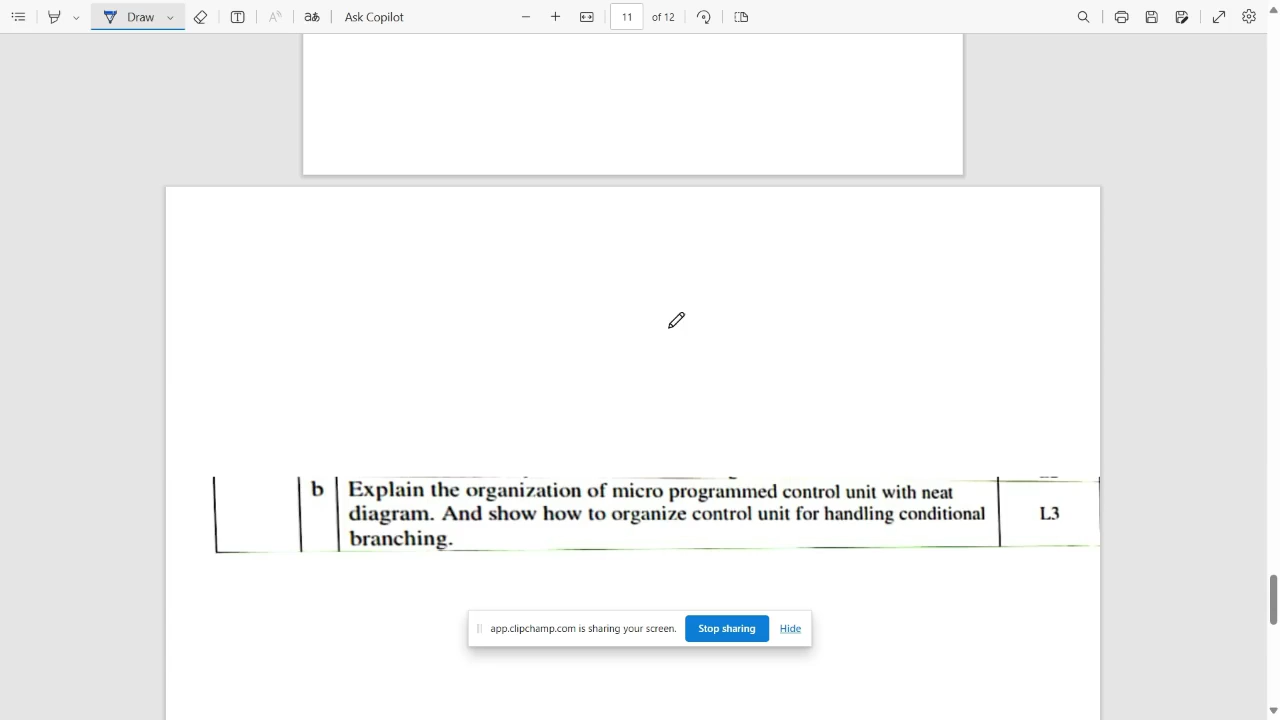 Draw
Ask Copilot
11 of 12
b Explain the organization of micro programmed control unit with neat
diagram. And show how to organize control unit for handling conditional L3
branching.
app.clipchamp.com is sharing your screen. Stop sharing Hide